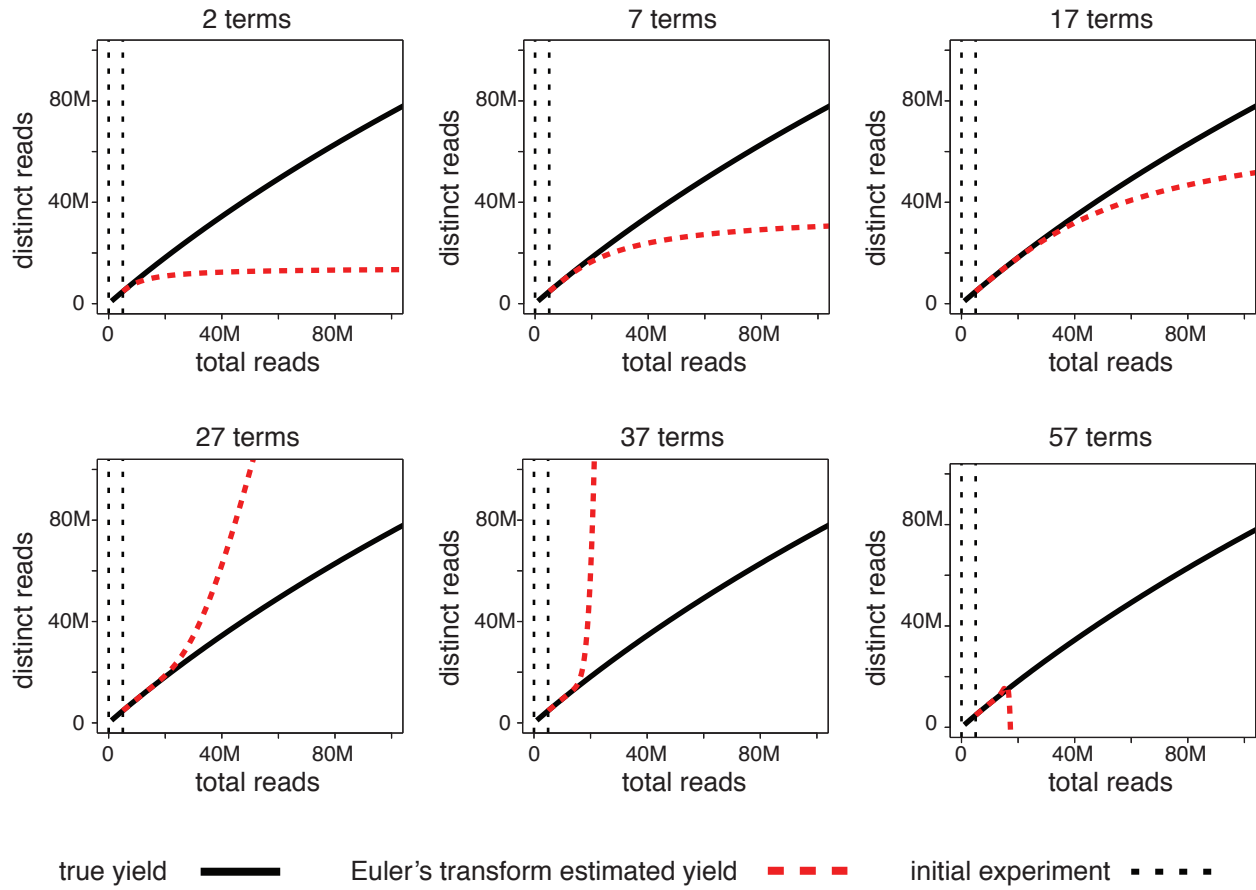 2 terms
7 terms
17 terms
80M
40M
0
distinct reads
0
40M
80M
total reads
80M
40M
0
distinct reads
0
40M
80M
total reads
80M
40M
0
distinct reads
0
40M
80M
total reads
27 terms
37 terms
57 terms
80M
40M
0
distinct reads
0
40M
80M
total reads
80M
40M
0
distinct reads
0
40M
80M
total reads
80M
40M
0
distinct reads
0
40M
80M
total reads
true yield
Euler's transform estimated yield
initial experiment